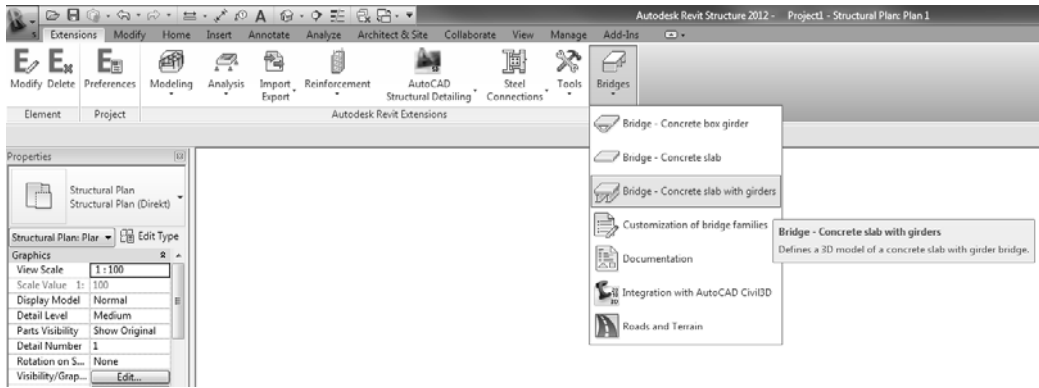 Autodesk Revit Structure 2012 - Project1 - Structural Plan: Plan 1
Extensions Modify Home Insert Annotate Analyze Architect & Site Collaborate View Manage Add-Ins
Modify Delete Preferences Modeling Analysis Import Export Reinforcement AutoCAD Structural Detailing Steel Connections Tools Bridges
Element Project Autodesk Revit Extensions
Bridge - Concrete box girder
Bridge - Concrete slab
Bridge - Concrete slab with girders
Customization of bridge families
Bridge - Concrete slab with girders
Defines a 3D model of a concrete slab with girder bridge.
Documentation
Integration with AutoCAD Civil3D
Roads and Terrain
Properties
Structural Plan
Structural Plan (Direkt)
Structural Plan: Plar Edit Type
Graphics
View Scale 1 : 100
Scale Value 1: 100
Display Model Normal
Detail Level Medium
Parts Visibility Show Original
Detail Number 1
Rotation on S... None
Visibility/Grap... Edit...